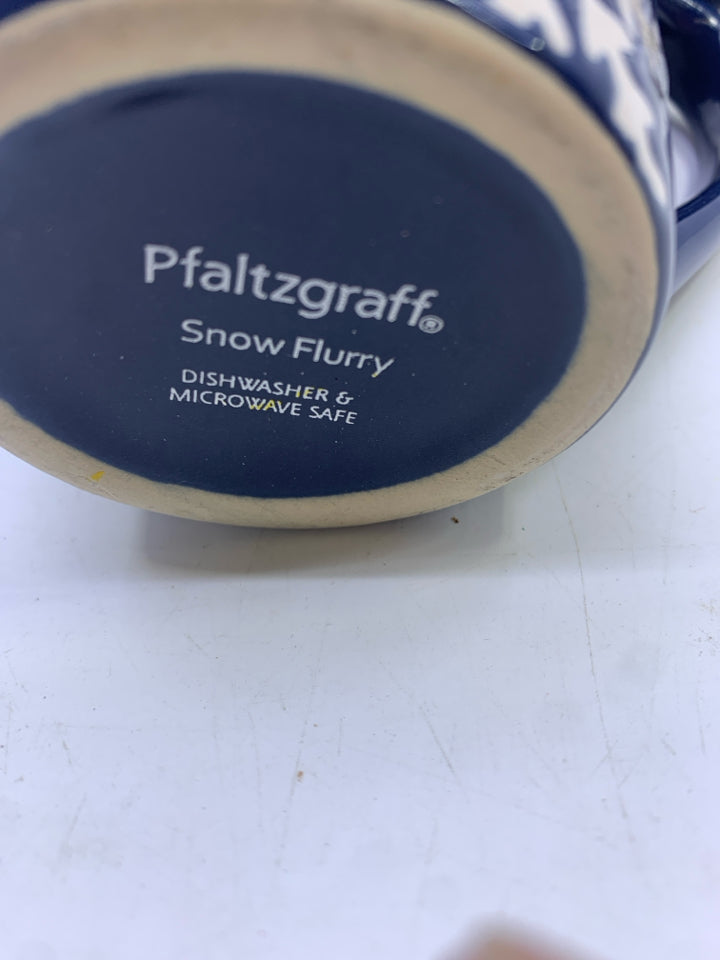 Pfaltzgraff®
Snow Flurry
DISHWASHER &
MICROWAVE SAFE